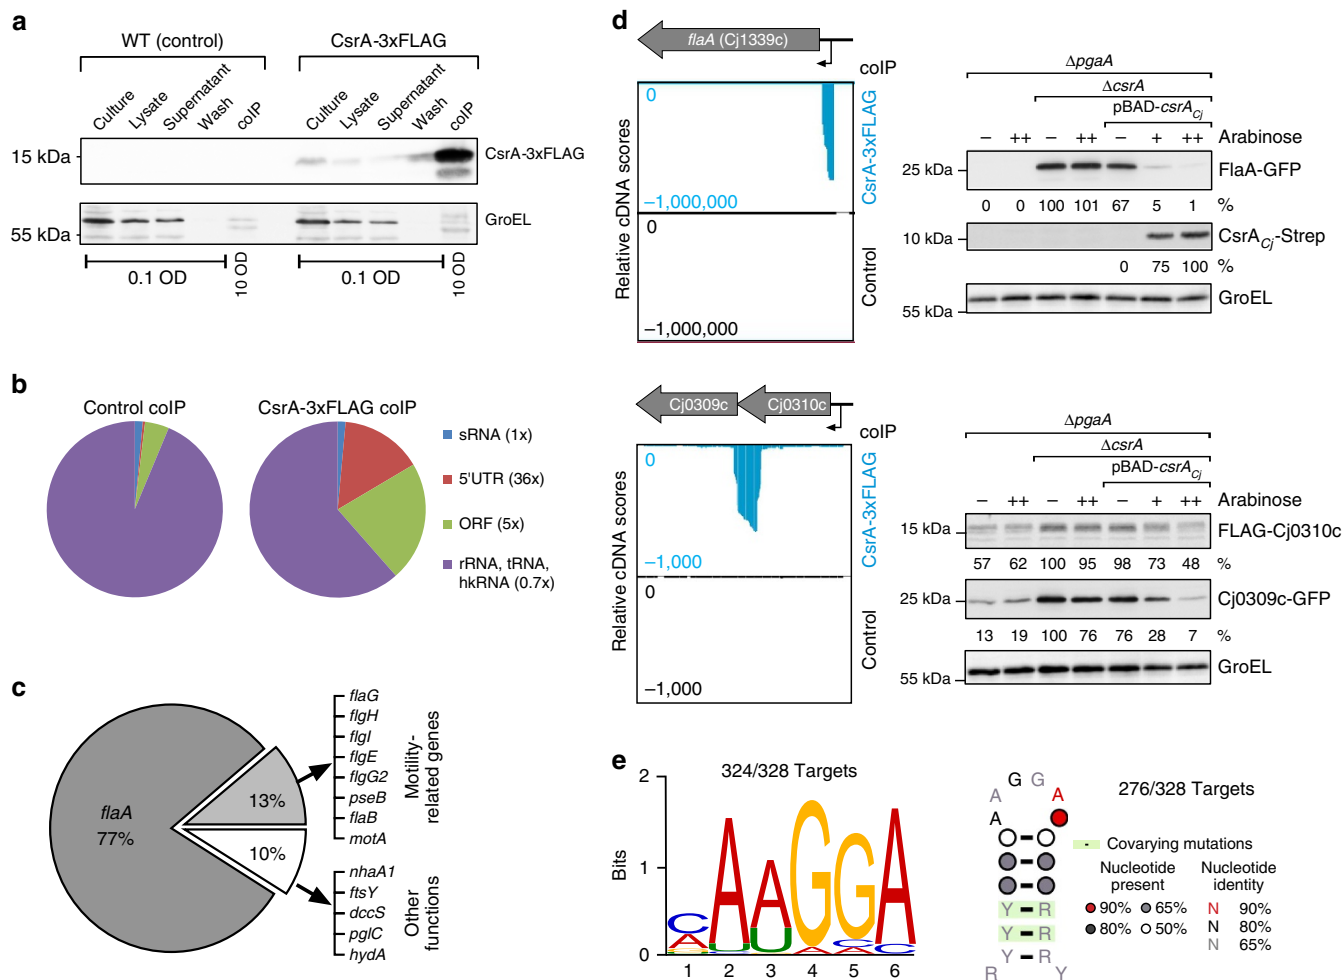 a
WT (control)
CsrA-3xFLAG
Culture
Lysate
Supernatant
Wash
coIP
Culture
Lysate
Supernatant
Wash
coIP
15 kDa
CsrA-3xFLAG
55 kDa
GroEL
0.1 OD
10 OD
0.1 OD
10 OD
b
Control coIP
CsrA-3xFLAG coIP
sRNA (1x)
5'UTR (36x)
ORF (5x)
rRNA, tRNA,
hkRNA (0.7x)
c
flaA
77%
13%
10%
flaG
flgH
flgI
flgE
flgG2
pseB
flaB
motA
Motility-
related genes
nhaA1
ftsY
dccS
pglC
hydA
Other
functions
d
flaA (Cj1339c)
coIP
Relative cDNA scores
0
−1,000,000
CsrA-3xFLAG
0
−1,000,000
Control
ΔpgaA
ΔcsrA
pBAD-csrACj
− ++ − ++ − + ++ Arabinose
25 kDa
FlaA-GFP
0 0 100 101 67 5 1 %
10 kDa
CsrACj-Strep
0 75 100 %
55 kDa
GroEL
Cj0309c
Cj0310c
coIP
Relative cDNA scores
0
−1,000
CsrA-3xFLAG
0
−1,000
Control
ΔpgaA
ΔcsrA
pBAD-csrACj
− ++ − ++ − + ++ Arabinose
15 kDa
FLAG-Cj0310c
57 62 100 95 98 73 48 %
25 kDa
Cj0309c-GFP
13 19 100 76 76 28 7 %
55 kDa
GroEL
e
324/328 Targets
Bits
2
1
0
C A
A U
A U
G A
G C A
A C
1 2 3 4 5 6
276/328 Targets
A G G A
A
Y R
Y R
Y R
R Y
- Covarying mutations
Nucleotide
present
90% 65%
80% 50%
Nucleotide
identity
N 90%
N 80%
N 65%